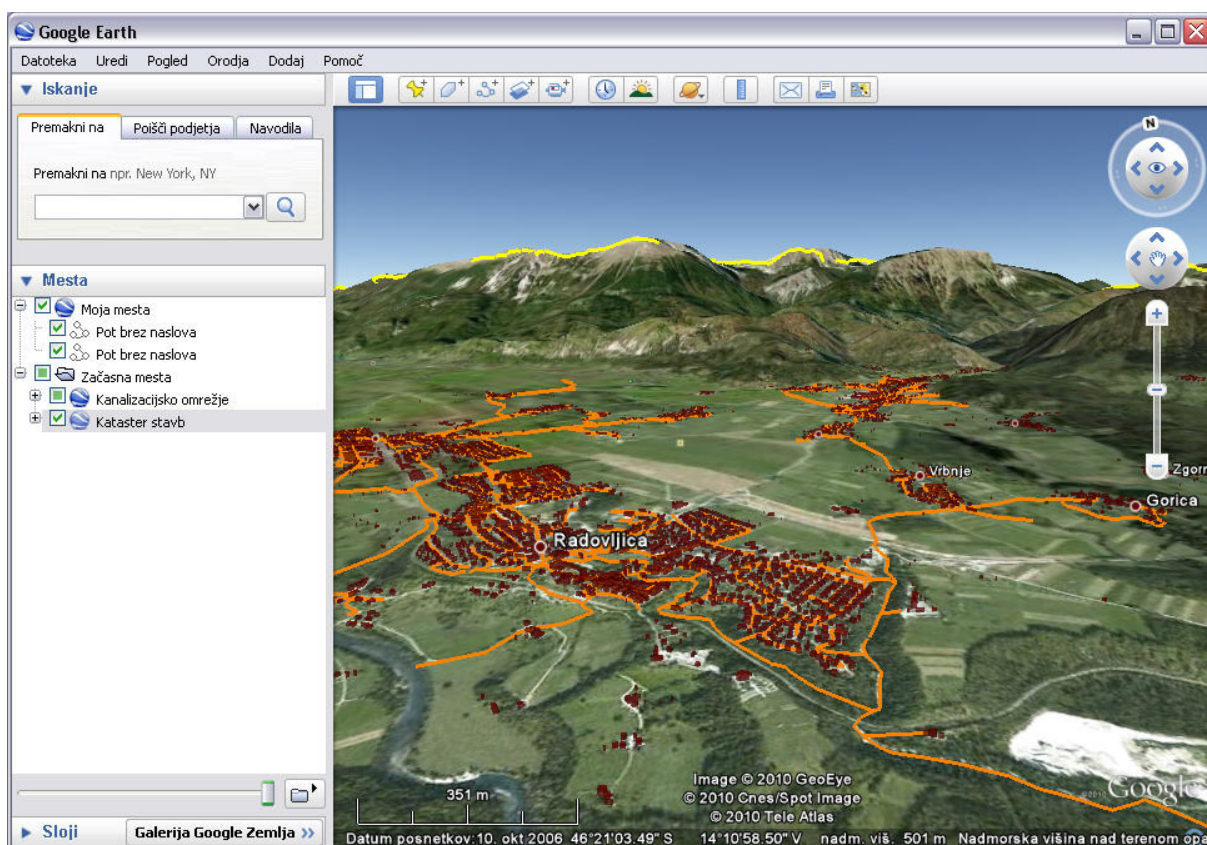 Google Earth
Datoteka Uredi Pogled Orodja Dodaj Pomoč
Iskanje
Premakni na Poišči podjetja Navodila
Premakni na npr. New York, NY
Mesta
Moja mesta
Pot brez naslova
Pot brez naslova
Začasna mesta
Kanalizacijsko omrežje
Kataster stavb
Sloji
Galerija Google Zemlja >>
N
Vrbnje
Zgorn
Gorica
Radovljica
351 m
Image © 2010 GeoEye
© 2010 Cnes/Spot Image
© 2010 Tele Atlas
©2010 Google
Datum posnetkov: 10. okt 2006 46°21'03.49" S 14°10'58.50" V nadm. viš. 501 m Nadmorska višina nad terenom opa